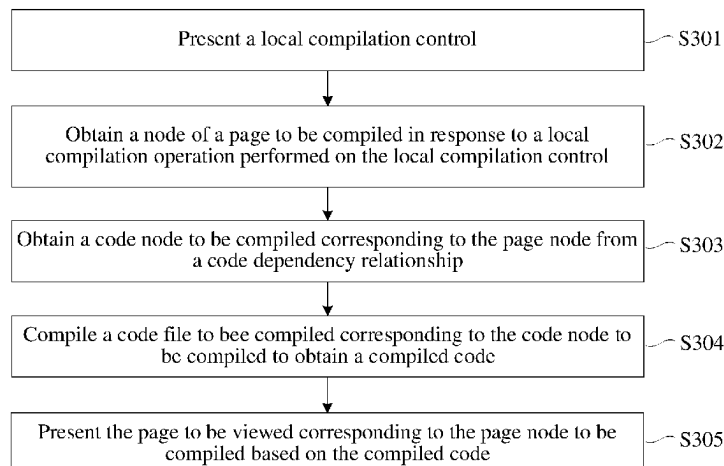 Present a local compilation control
S301
Obtain a node of a page to be compiled in response to a local
compilation operation performed on the local compilation control
S302
Obtain a code node to be compiled corresponding to the page node from
a code dependency relationship
S303
Compile a code file to bee compiled corresponding to the code node to
be compiled to obtain a compiled code
S304
Present the page to be viewed corresponding to the page node to be
compiled based on the compiled code
S305